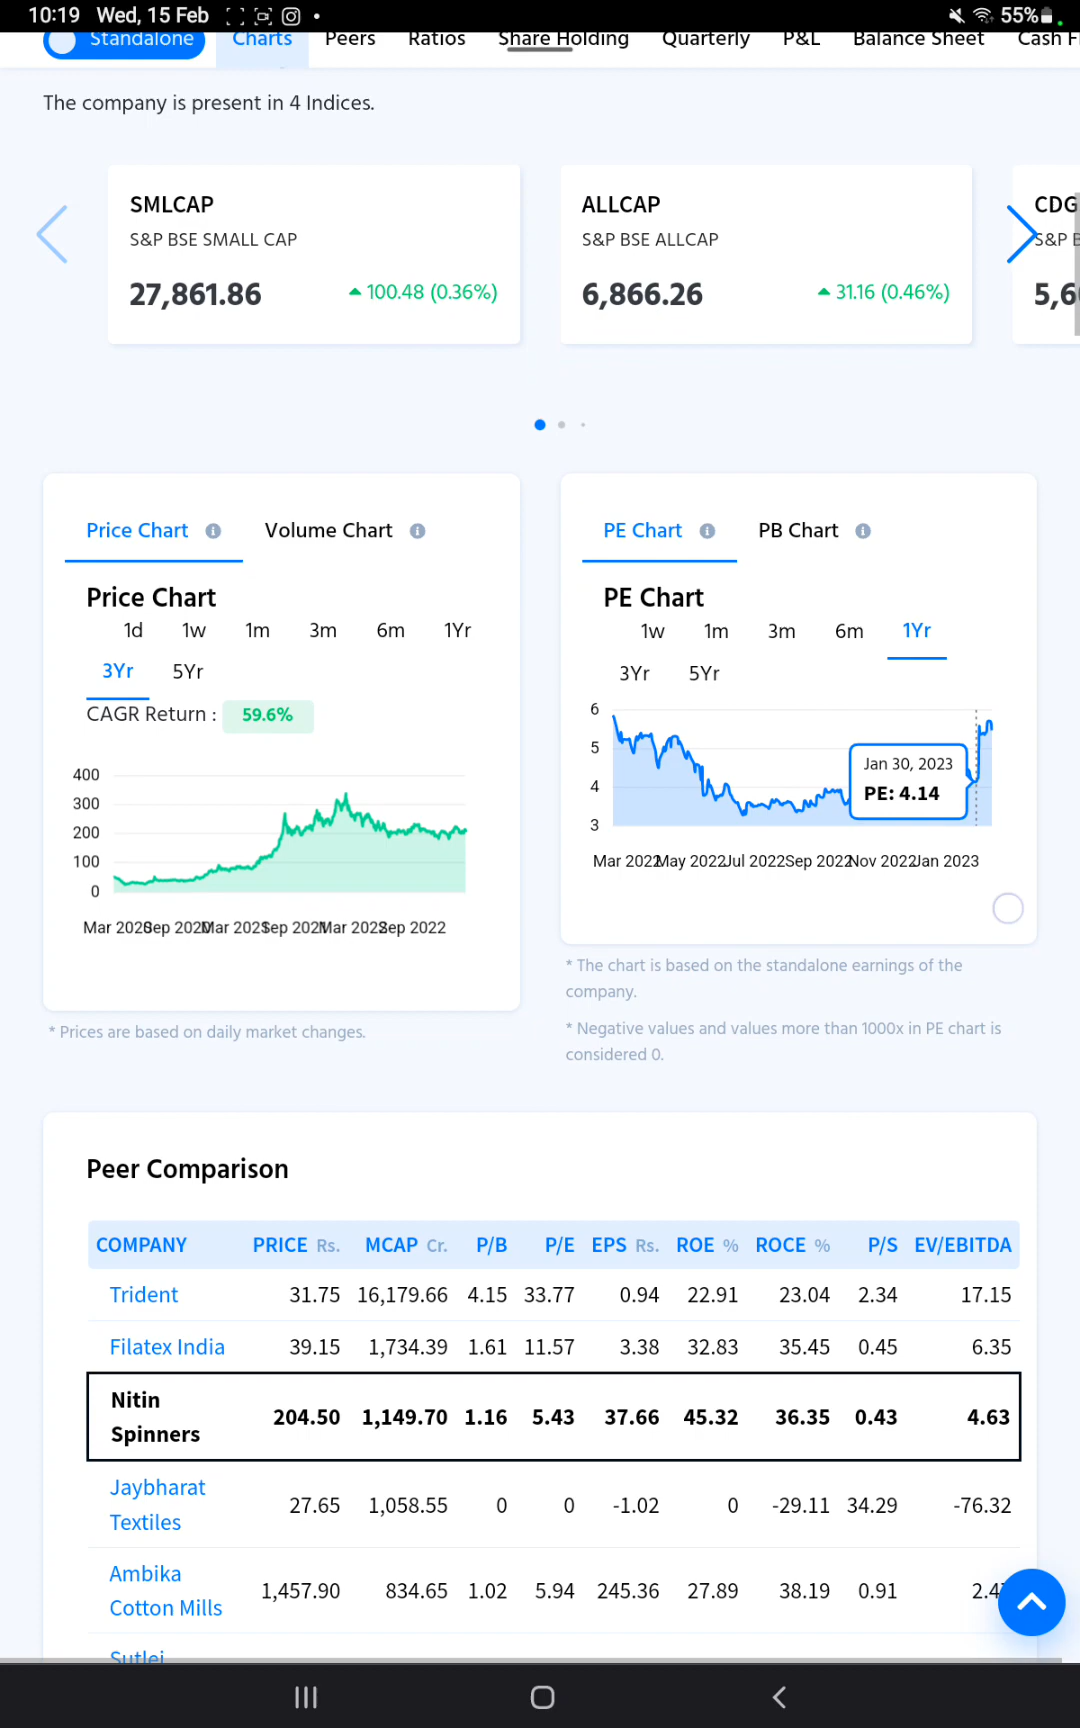 10:19 Wed, 15 Feb 55%
Standalone Charts Peers Ratios Share Holding Quarterly P&L Balance Sheet Cash F
The company is present in 4 Indices.
SMLCAP
S&P BSE SMALL CAP
27,861.86 100.48 (0.36%)
ALLCAP
S&P BSE ALLCAP
6,866.26 31.16 (0.46%)
CDG
S&P B
5,6
Price Chart Volume Chart
Price Chart
1d 1w 1m 3m 6m 1Yr
3Yr 5Yr
CAGR Return : 59.6%
400
300
200
100
0
Mar 2020 Sep 2020 Mar 2021 Sep 2021 Mar 2022 Sep 2022
* Prices are based on daily market changes.
PE Chart PB Chart
PE Chart
1w 1m 3m 6m 1Yr
3Yr 5Yr
6
5
4
3
Jan 30, 2023
PE: 4.14
Mar 2022 May 2022 Jul 2022 Sep 2022 Nov 2022 Jan 2023
* The chart is based on the standalone earnings of the
company.
* Negative values and values more than 1000x in PE chart is
considered 0.
Peer Comparison
COMPANY PRICE Rs. MCAP Cr. P/B P/E EPS Rs. ROE % ROCE % P/S EV/EBITDA
Trident 31.75 16,179.66 4.15 33.77 0.94 22.91 23.04 2.34 17.15
Filatex India 39.15 1,734.39 1.61 11.57 3.38 32.83 35.45 0.45 6.35
Nitin
Spinners 204.50 1,149.70 1.16 5.43 37.66 45.32 36.35 0.43 4.63
Jaybharat
Textiles 27.65 1,058.55 0 0 -1.02 0 -29.11 34.29 -76.32
Ambika
Cotton Mills 1,457.90 834.65 1.02 5.94 245.36 27.89 38.19 0.91 2.4
Sutlej